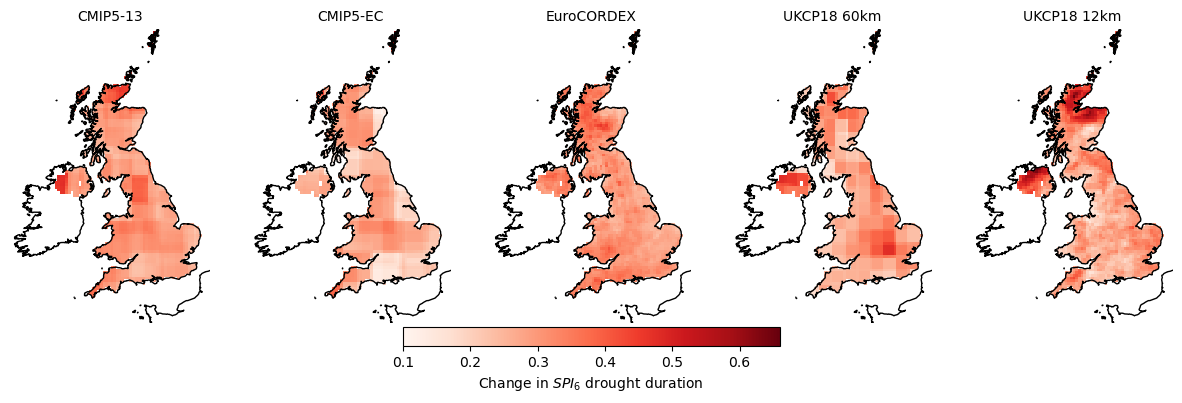 CMIP5-13 CMIP5-EC EuroCORDEX UKCP18 60km UKCP18 12km
0.1 0.2 0.3 0.4 0.5 0.6
Change in SPI₆ drought duration